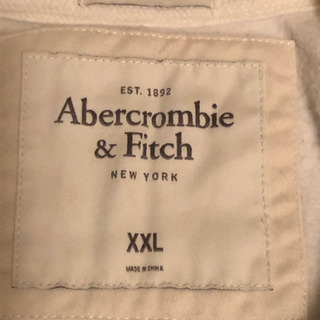 EST. 1892
Abercrombie
& Fitch
NEW YORK
XXL
MADE IN CHINA